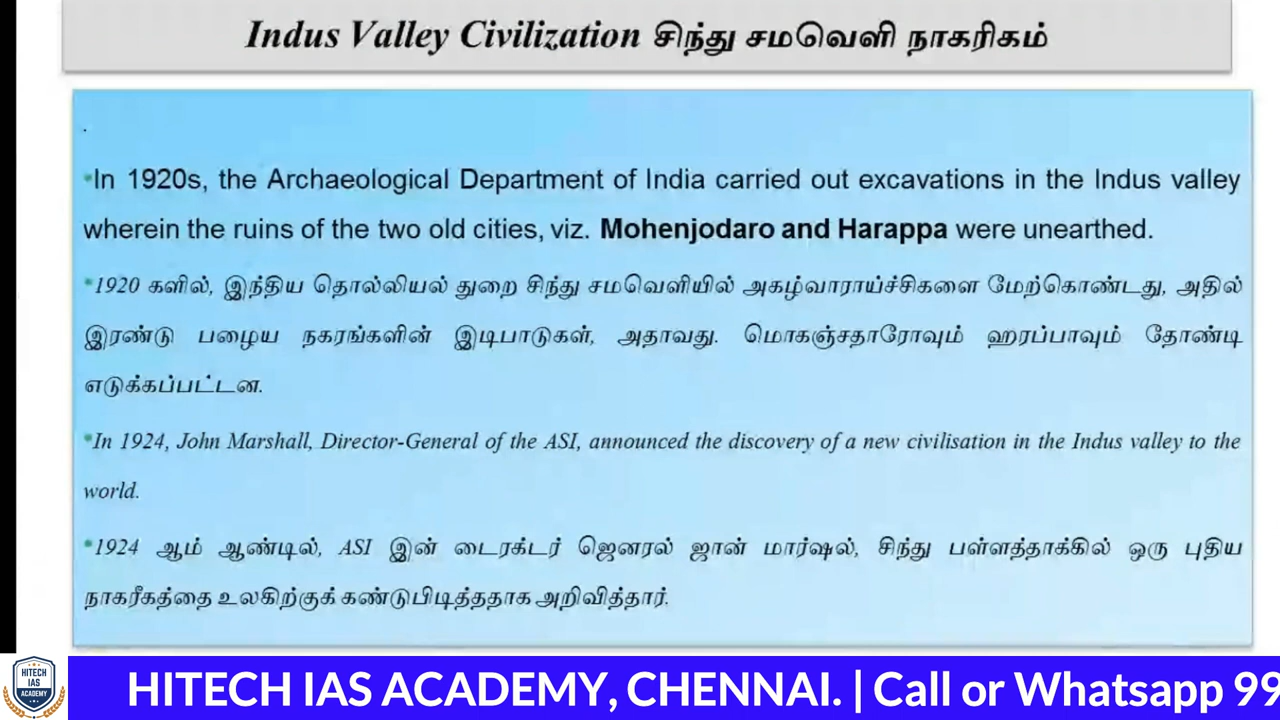 Indus Valley Civilization சிந்து சமவெளி நாகரிகம்
.
•In 1920s, the Archaeological Department of India carried out excavations in the Indus valley
wherein the ruins of the two old cities, viz. Mohenjodaro and Harappa were unearthed.
•1920 களில், இந்திய தொல்லியல் துறை சிந்து சமவெளியில் அகழ்வாராய்ச்சிகளை மேற்கொண்டது, அதில்
இரண்டு பழைய நகரங்களின் இடிபாடுகள், அதாவது. மொகஞ்சதாரோவும் ஹரப்பாவும் தோண்டி
எடுக்கப்பட்டன.
•In 1924, John Marshall, Director-General of the ASI, announced the discovery of a new civilisation in the Indus valley to the
world.
•1924 ஆம் ஆண்டில், ASI இன் டைரக்டர் ஜெனரல் ஜான் மார்ஷல், சிந்து பள்ளத்தாக்கில் ஒரு புதிய
நாகரீகத்தை உலகிற்குக் கண்டுபிடித்ததாக அறிவித்தார்.
HITECH
IAS
ACADEMY
HITECH IAS ACADEMY, CHENNAI. | Call or Whatsapp 99